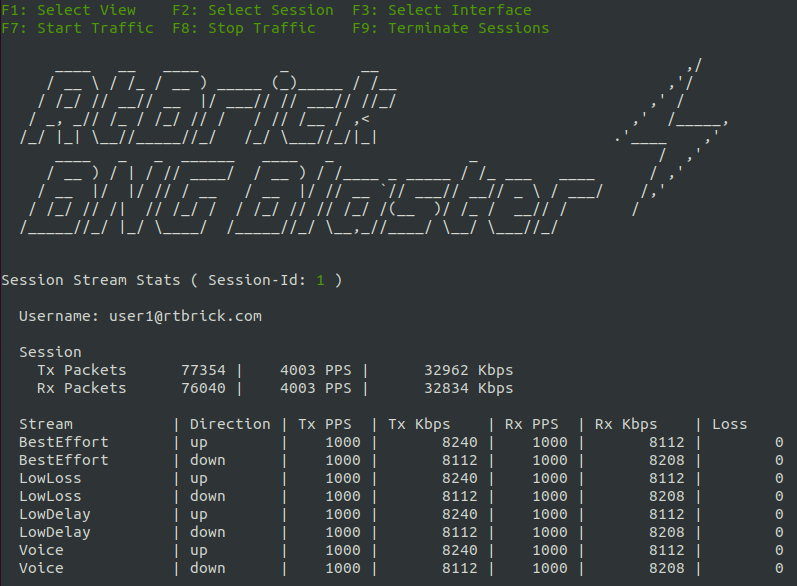 F1: Select View    F2: Select Session  F3: Select Interface
F7: Start Traffic  F8: Stop Traffic    F9: Terminate Sessions
RtBrick
BNG Blaster
Session Stream Stats ( Session-Id: 1 )
Username: user1@rtbrick.com
Session
Tx Packets      77354 |    4003 PPS |      32962 Kbps
Rx Packets      76040 |    4003 PPS |      32834 Kbps
Stream           | Direction | Tx PPS  | Tx Kbps    | Rx PPS  | Rx Kbps    | Loss
BestEffort       | up        |    1000 |       8240 |    1000 |       8112 |        0
BestEffort       | down      |    1000 |       8112 |    1000 |       8208 |        0
LowLoss          | up        |    1000 |       8240 |    1000 |       8112 |        0
LowLoss          | down      |    1000 |       8112 |    1000 |       8208 |        0
LowDelay         | up        |    1000 |       8240 |    1000 |       8112 |        0
LowDelay         | down      |    1000 |       8112 |    1000 |       8208 |        0
Voice            | up        |    1000 |       8240 |    1000 |       8112 |        0
Voice            | down      |    1000 |       8112 |    1000 |       8208 |        0